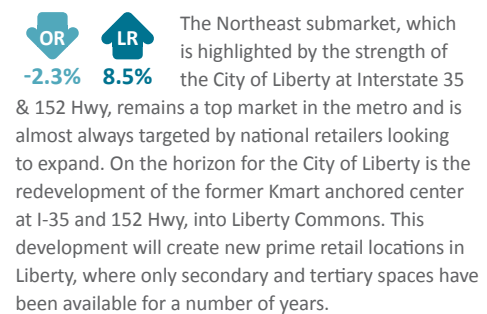 OR LR
-2.3% 8.5%
The Northeast submarket, which
is highlighted by the strength of
the City of Liberty at Interstate 35
& 152 Hwy, remains a top market in the metro and is
almost always targeted by national retailers looking
to expand. On the horizon for the City of Liberty is the
redevelopment of the former Kmart anchored center
at I-35 and 152 Hwy, into Liberty Commons. This
development will create new prime retail locations in
Liberty, where only secondary and tertiary spaces have
been available for a number of years.